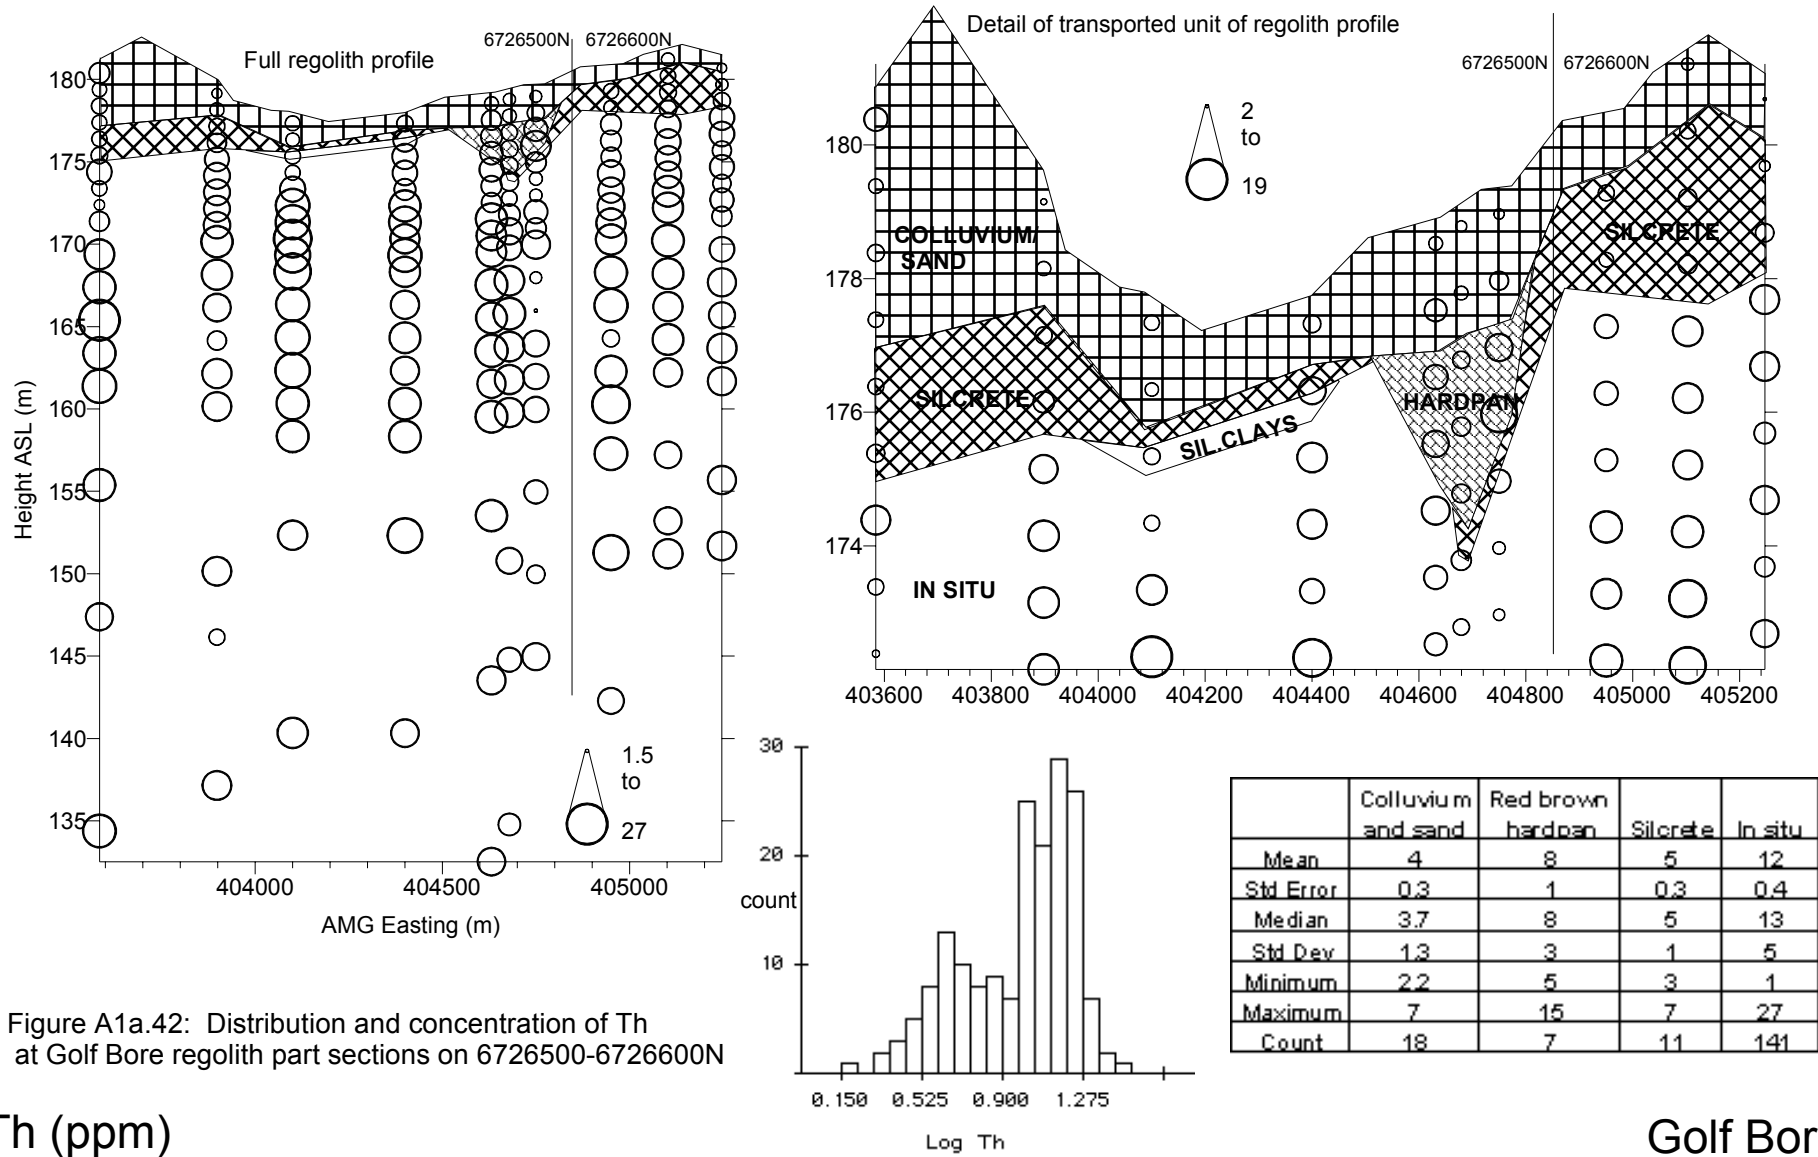 Full regolith profile
6726500N
6726600N
180
175
170
165
160
155
150
145
140
135
Height ASL (m)
404000
404500
405000
AMG Easting (m)
1.5
to
27
Detail of transported unit of regolith profile
6726500N
6726600N
2
to
19
180
178
176
174
COLLUVIUM/
SAND
SILCRETE
SILCRETE
HARDPAN
SIL.CLAYS
IN SITU
403600
403800
404000
404200
404400
404600
404800
405000
405200
30
20
count
10
0.150
0.525
0.900
1.275
Log Th
Colluvium and sand
Red brown hardpan
Silcrete
In situ
Mean 4 8 5 12
Std Error 0.3 1 0.3 0.4
Median 3.7 8 5 13
Std Dev 1.3 3 1 5
Minimum 2.2 5 3 1
Maximum 7 15 7 27
Count 18 7 11 141
Figure A1a.42: Distribution and concentration of Th
at Golf Bore regolith part sections on 6726500-6726600N
Th (ppm)
Golf Bor